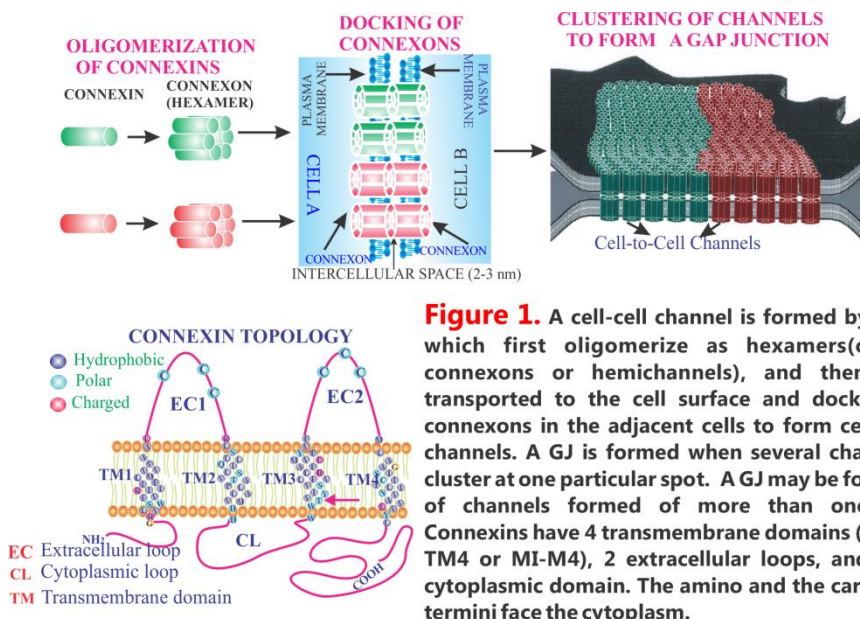 OLIGOMERIZATION
OF CONNEXINS
CONNEXIN
CONNEXON
(HEXAMER)
DOCKING OF
CONNEXONS
PLASMA
MEMBRANE
PLASMA
MEMBRANE
CELL A
CELL B
CONNEXON
CONNEXON
INTERCELLULAR SPACE (2-3 nm)
CLUSTERING OF CHANNELS
TO FORM A GAP JUNCTION
Cell-to-Cell Channels
CONNEXIN TOPOLOGY
Hydrophobic
Polar
Charged
C
C
C
EC1
C
C
C
EC2
TM1
TM2
TM3
TM4
NH2
CL
COOH
EC Extracellular loop
CL Cytoplasmic loop
TM Transmembrane domain
Figure 1. A cell-cell channel is formed by
which first oligomerize as hexamers(
connexons or hemichannels), and then
transported to the cell surface and dock
connexons in the adjacent cells to form ce
channels. A GJ is formed when several cha
cluster at one particular spot. A GJ may be fo
of channels formed of more than one
Connexins have 4 transmembrane domains (
TM4 or MI-M4), 2 extracellular loops, and
cytoplasmic domain. The amino and the car
termini face the cytoplasm.